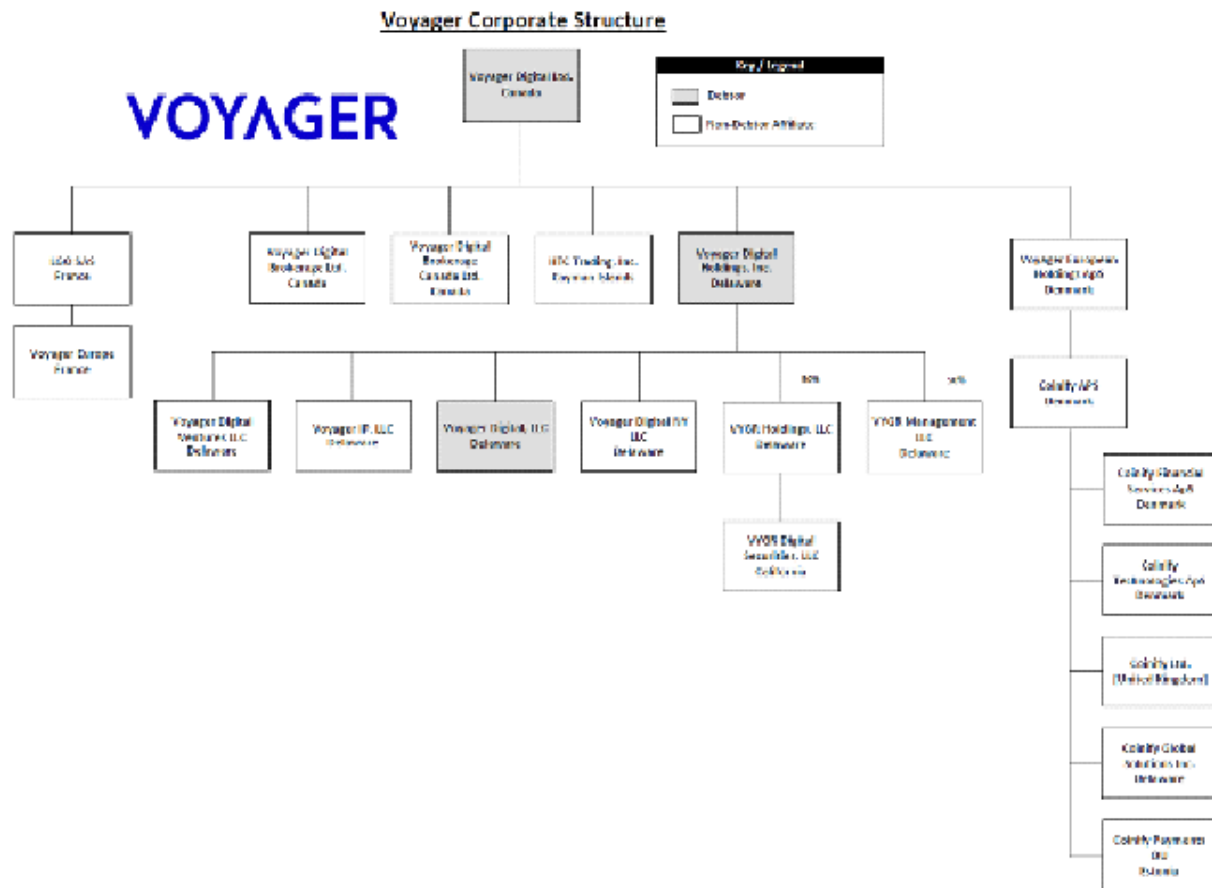 Voyager Corporate Structure
VOYAGER
Voyager Digital Ltd.
Canada
Key / Legend
Debtor
Non-Debtor Affiliate
France
Voyager Digital
Brokerage Ltd.
Canada
Voyager Digital
Brokerage
Canada Ltd.
Canada
Trading, Inc.
Cayman Islands
Voyager Digital
Holdings, Inc.
Delaware
Voyager European
Holdings ApS
Denmark
Voyager Europe
France
Coinify APS
Denmark
Voyager Digital
Ventures LLC
Delaware
Voyager IP, LLC
Delaware
Voyager Digital, LLC
Delaware
Voyager Digital NY
LLC
Delaware
VYGR Holdings, LLC
Delaware
VYGR Management
LLC
Delaware
VYGR Digital
Securities, LLC
California
Coinify Financial
Services ApS
Denmark
Coinify
Technologies ApS
Denmark
Coinify Ltd.
(United Kingdom)
Coinify Global
Solutions Inc.
Delaware
Coinify Payments
OU
Estonia